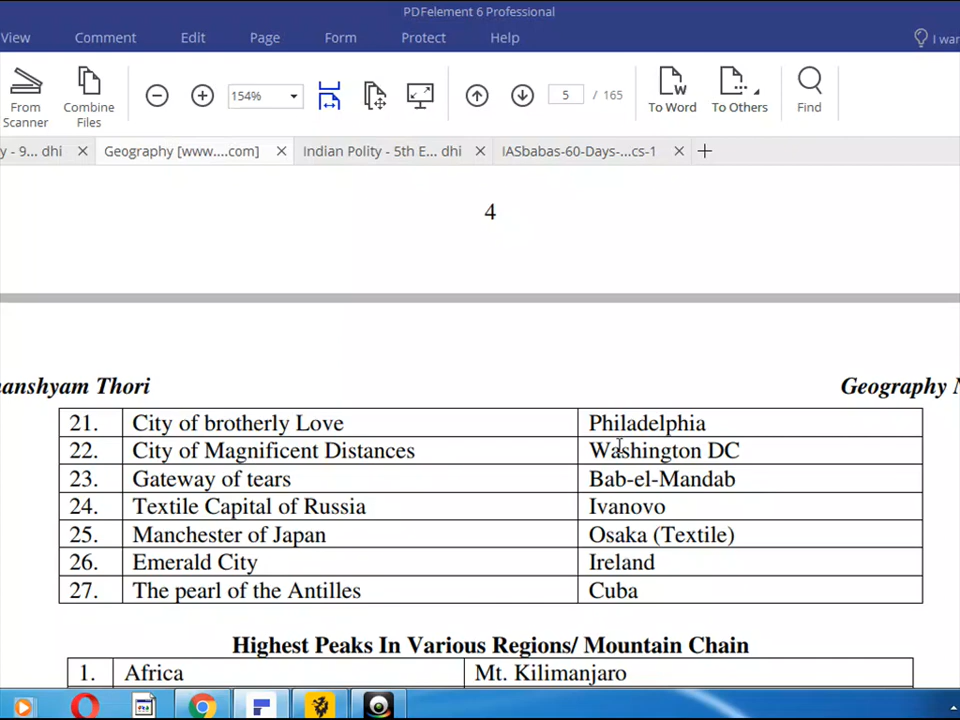 PDFelement 6 Professional
View Comment Edit Page Form Protect Help I war
From Scanner Combine Files 154% 5 / 165 To Word To Others Find
y - 9... dhi Geography [www....com] Indian Polity - 5th E... dhi IASbabas-60-Days-...cs-1
4
anshyam Thori Geography N
21. City of brotherly Love Philadelphia
22. City of Magnificent Distances Washington DC
23. Gateway of tears Bab-el-Mandab
24. Textile Capital of Russia Ivanovo
25. Manchester of Japan Osaka (Textile)
26. Emerald City Ireland
27. The pearl of the Antilles Cuba
Highest Peaks In Various Regions/ Mountain Chain
1. Africa Mt. Kilimanjaro